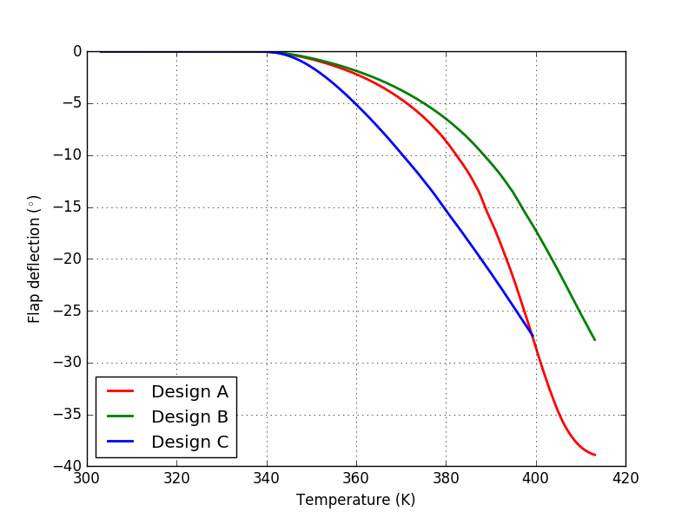 0
−5
−10
−15
−20
−25
−30
−35
−40
Flap deflection (°)
Design A
Design B
Design C
300 320 340 360 380 400 420
Temperature (K)